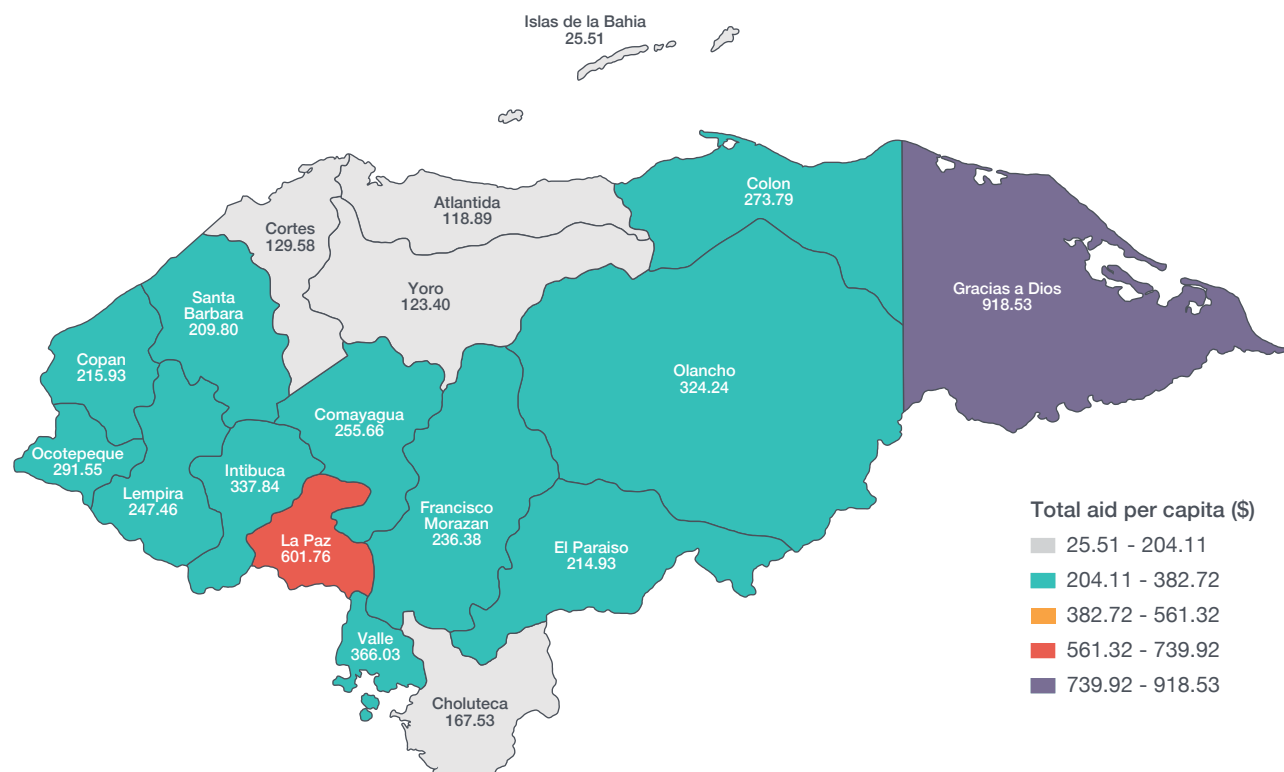 Islas de la Bahia
25.51
Colon
273.79
Atlantida
118.89
Cortes
129.58
Yoro
123.40
Gracias a Dios
918.53
Santa
Barbara
209.80
Copan
215.93
Olancho
324.24
Comayagua
255.66
Ocotepeque
291.55
Intibuca
337.84
Lempira
247.46
Francisco
Morazan
236.38
La Paz
601.76
El Paraiso
214.93
Valle
366.03
Choluteca
167.53
Total aid per capita ($)
25.51 - 204.11
204.11 - 382.72
382.72 - 561.32
561.32 - 739.92
739.92 - 918.53